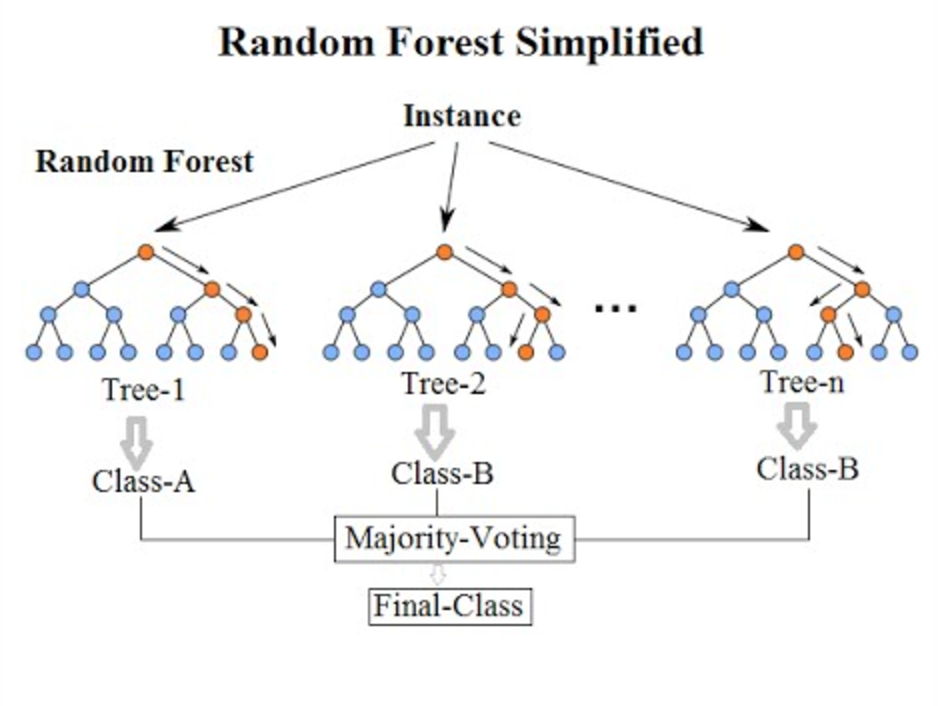 Random Forest Simplified
Instance
Random Forest
...
Tree-1
Tree-2
Tree-n
Class-A
Class-B
Class-B
Majority-Voting
Final-Class